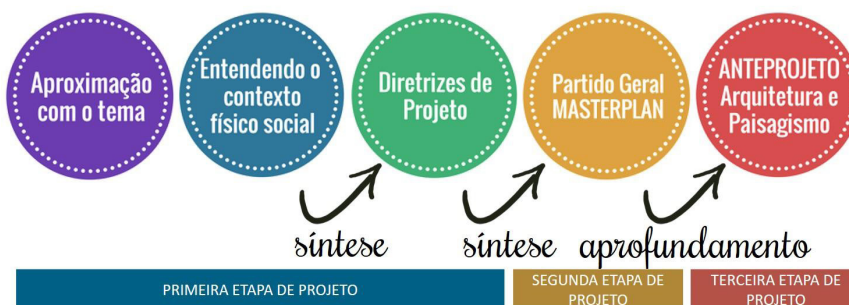 Aproximação
com o tema
Entendendo o
contexto
físico social
Diretrizes de
Projeto
Partido Geral
MASTERPLAN
ANTEPROJETO
Arquitetura e
Paisagismo
síntese
síntese
aprofundamento
PRIMEIRA ETAPA DE PROJETO
SEGUNDA ETAPA DE
PROJETO
TERCEIRA ETAPA DE
PROJETO